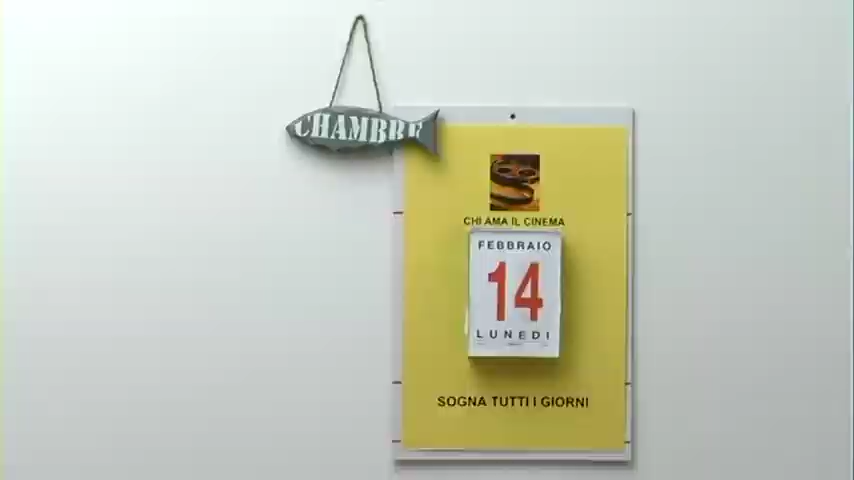 CHAMBRE
CHI AMA IL CINEMA
FEBBRAIO
14
LUNEDI
SOGNA TUTTI I GIORNI